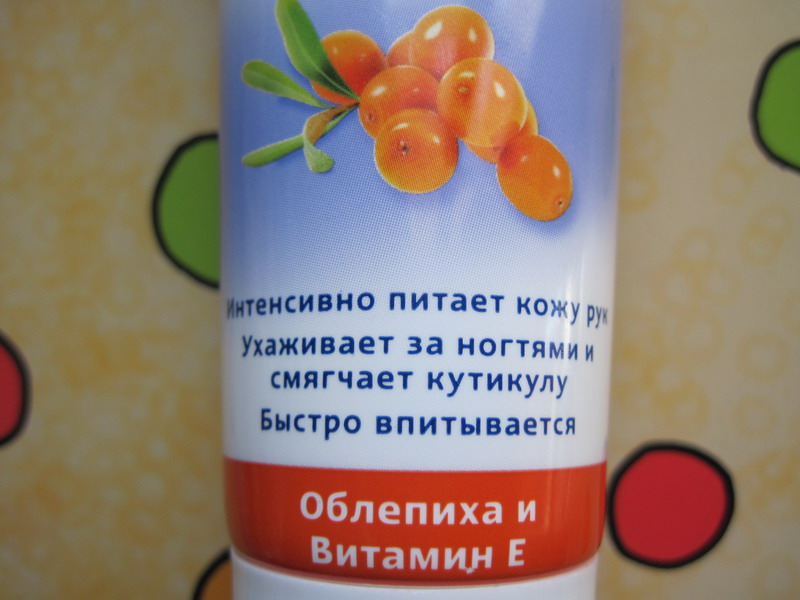 Интенсивно питает кожу рук
Ухаживает за ногтями и
смягчает кутикулу
Быстро впитывается
Облепиха и
Витамин Е